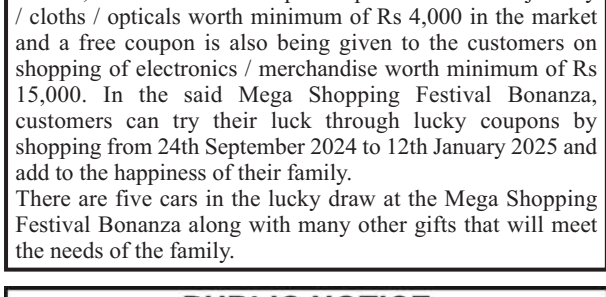 / cloths / opticals worth minimum of Rs 4,000 in the market
and a free coupon is also being given to the customers on
shopping of electronics / merchandise worth minimum of Rs
15,000. In the said Mega Shopping Festival Bonanza,
customers can try their luck through lucky coupons by
shopping from 24th September 2024 to 12th January 2025 and
add to the happiness of their family.
There are five cars in the lucky draw at the Mega Shopping
Festival Bonanza along with many other gifts that will meet
the needs of the family.
PUBLIC NOTICE